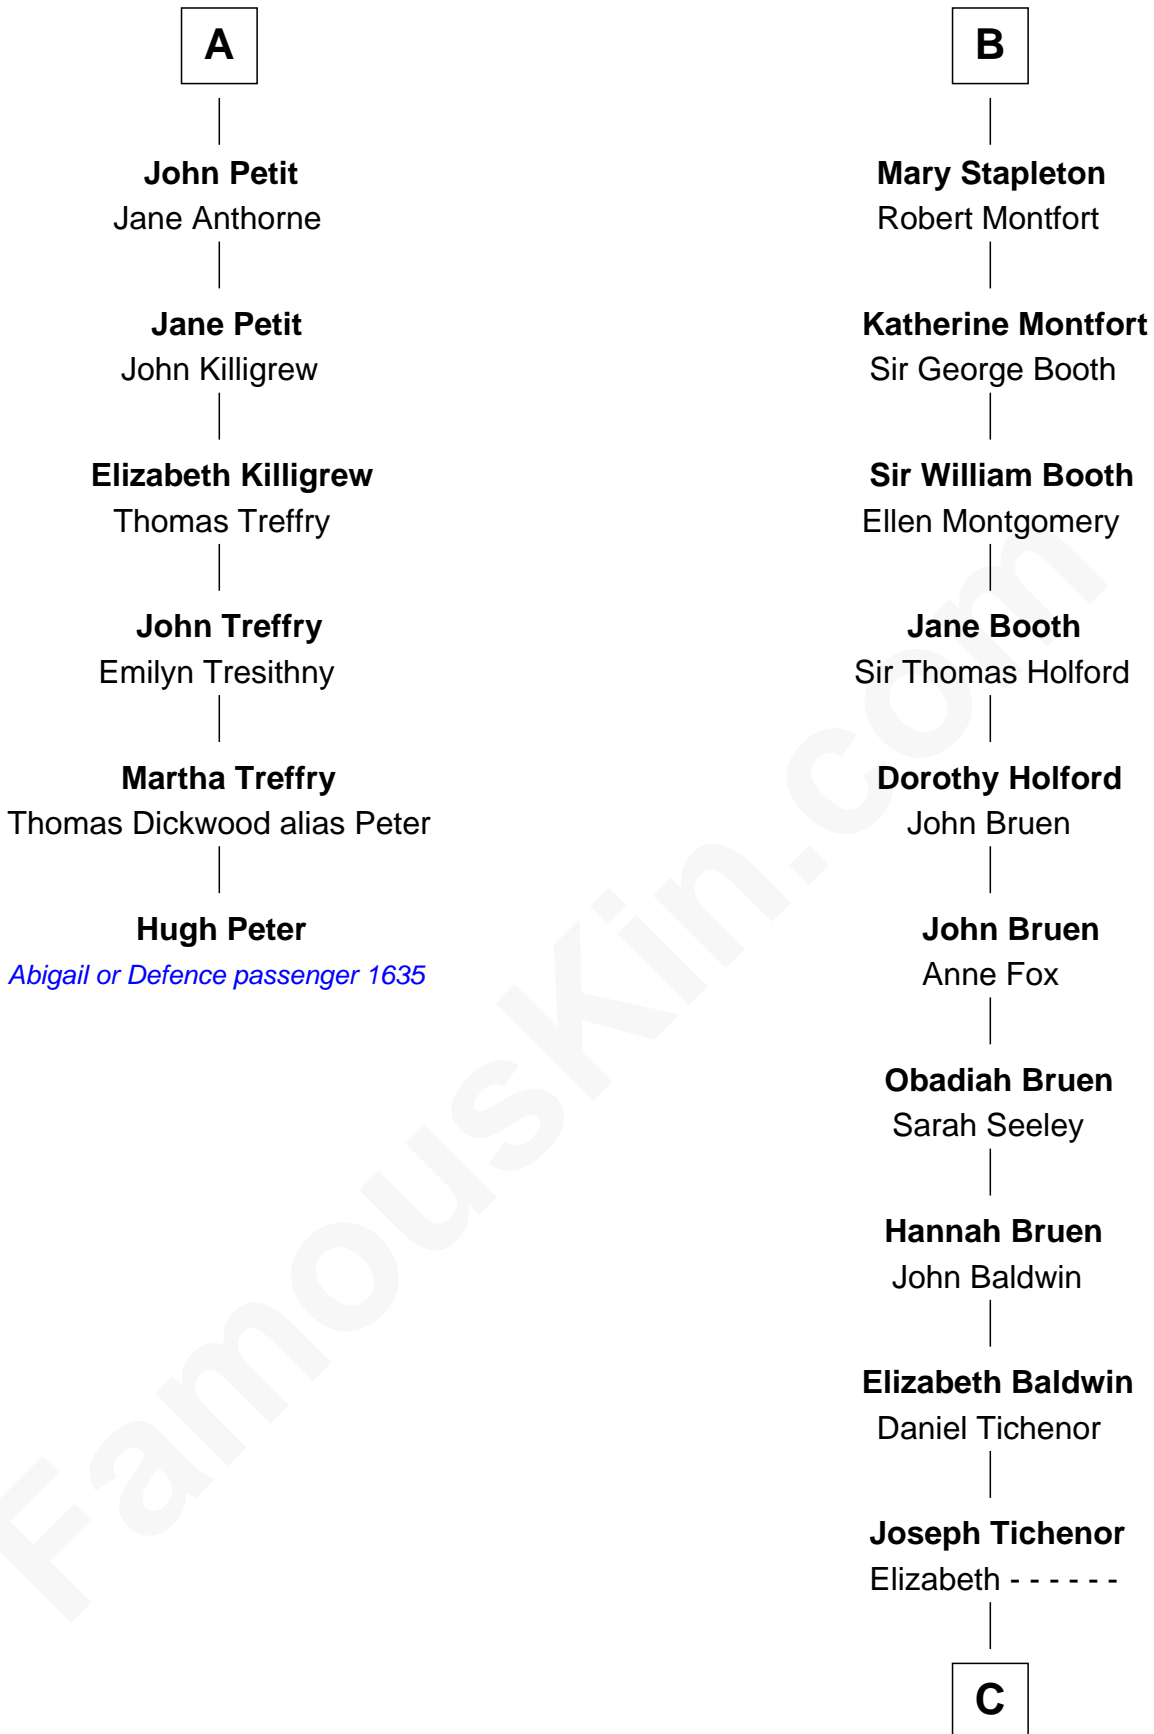 A
John Petit
Jane Anthorne
Jane Petit
John Killigrew
Elizabeth Killigrew
Thomas Treffry
John Treffry
Emilyn Tresithny
Martha Treffry
Thomas Dickwood alias Peter
Hugh Peter
Abigail or Defence passenger 1635
B
Mary Stapleton
Robert Montfort
Katherine Montfort
Sir George Booth
Sir William Booth
Ellen Montgomery
Jane Booth
Sir Thomas Holford
Dorothy Holford
John Bruen
John Bruen
Anne Fox
Obadiah Bruen
Sarah Seeley
Hannah Bruen
John Baldwin
Elizabeth Baldwin
Daniel Tichenor
Joseph Tichenor
Elizabeth - - - - - -
C
FamousKin.com